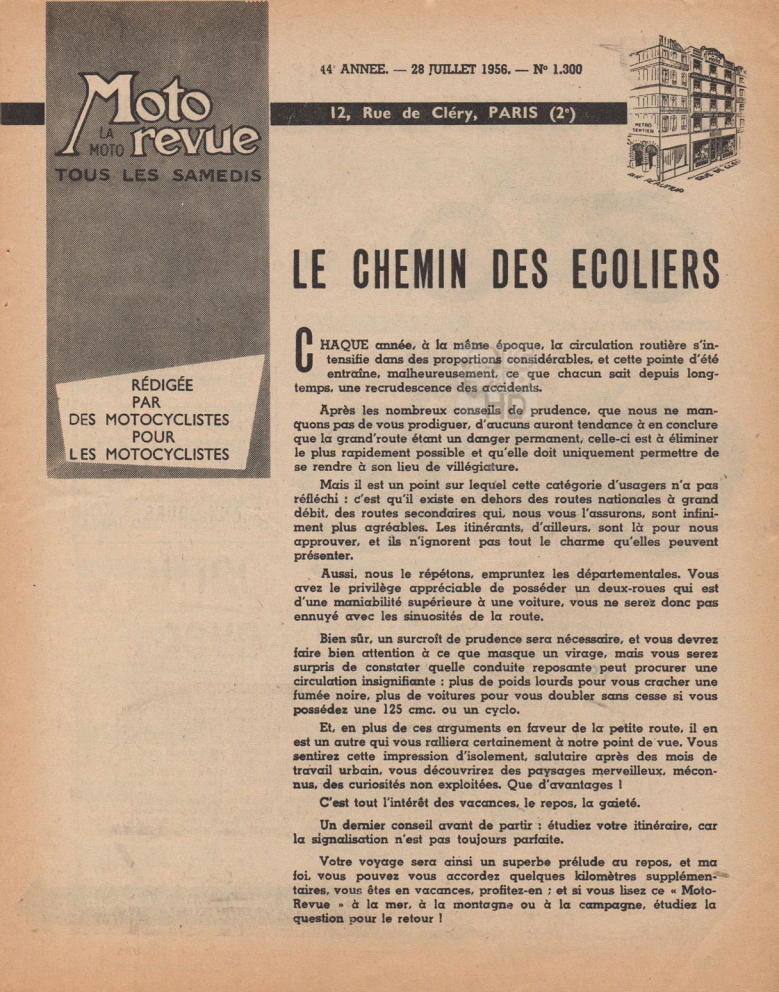 44e ANNEE. — 28 JUILLET 1956. — No 1.300
12, Rue de Cléry, PARIS (2e)
Moto
LA
MOTO
revue
TOUS LES SAMEDIS
METRO
SENTIER
RÉDIGÉE
PAR
DES MOTOCYCLISTES
POUR
LES MOTOCYCLISTES
LE CHEMIN DES ECOLIERS
CHAQUE année, à la même époque, la circulation routière s'in-
tensifie dans des proportions considérables, et cette pointe d'été
entraîne, malheureusement, ce que chacun sait depuis long-
temps, une recrudescence des accidents.
Après les nombreux conseils de prudence, que nous ne man-
quons pas de vous prodiguer, d'aucuns auront tendance à en conclure
que la grand'route étant un danger permanent, celle-ci est à éliminer
le plus rapidement possible et qu'elle doit uniquement permettre de
se rendre à son lieu de villégiature.
Mais il est un point sur lequel cette catégorie d'usagers n'a pas
réfléchi : c'est qu'il existe en dehors des routes nationales à grand
débit, des routes secondaires qui, nous vous l'assurons, sont infini-
ment plus agréables. Les itinérants, d'ailleurs, sont là pour nous
approuver, et ils n'ignorent pas tout le charme qu'elles peuvent
présenter.
Aussi, nous le répétons, empruntez les départementales. Vous
avez le privilège appréciable de posséder un deux-roues qui est
d'une maniabilité supérieure à une voiture, vous ne serez donc pas
ennuyé avec les sinuosités de la route.
Bien sûr, un surcroît de prudence sera nécessaire, et vous devrez
faire bien attention à ce que masque un virage, mais vous serez
surpris de constater quelle conduite reposante peut procurer une
circulation insignifiante : plus de poids lourds pour vous cracher une
fumée noire, plus de voitures pour vous doubler sans cesse si vous
possédez une 125 cmc. ou un cyclo.
Et, en plus de ces arguments en faveur de la petite route, il en
est un autre qui vous ralliera certainement à notre point de vue. Vous
sentirez cette impression d'isolement, salutaire après des mois de
travail urbain, vous découvrirez des paysages merveilleux, mécon-
nus, des curiosités non exploitées. Que d'avantages !
C'est tout l'intérêt des vacances, le repos, la gaieté.
Un dernier conseil avant de partir : étudiez votre itinéraire, car
la signalisation n'est pas toujours parfaite.
Votre voyage sera ainsi un superbe prélude au repos, et ma
foi, vous pouvez vous accordez quelques kilomètres supplémen-
taires, vous êtes en vacances, profitez-en ; et si vous lisez ce « Moto-
Revue » à la mer, à la montagne ou à la campagne, étudiez la
question pour le retour !